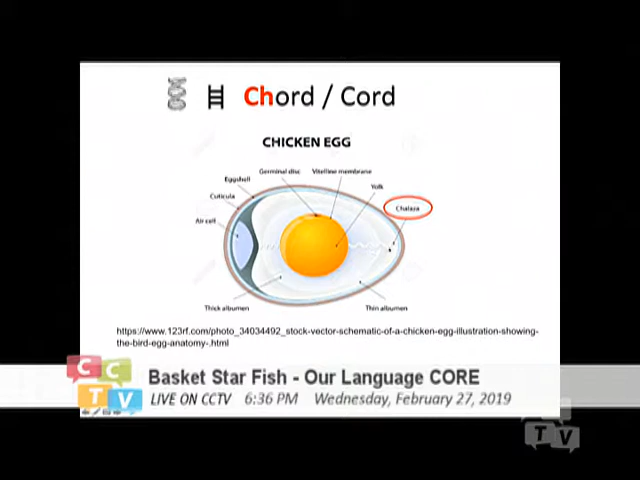 Chord / Cord
CHICKEN EGG
Germinal disc
Vitelline membrane
Eggshell
Yolk
Cuticula
Chalaza
Air cell
Thick albumen
Thin albumen
https://www.123rf.com/photo_34034492_stock-vector-schematic-of-a-chicken-egg-illustration-showing-
the-bird-egg-anatomy-.html
CCTV
Basket Star Fish - Our Language CORE
LIVE ON CCTV 6:36 PM Wednesday, February 27, 2019
TV